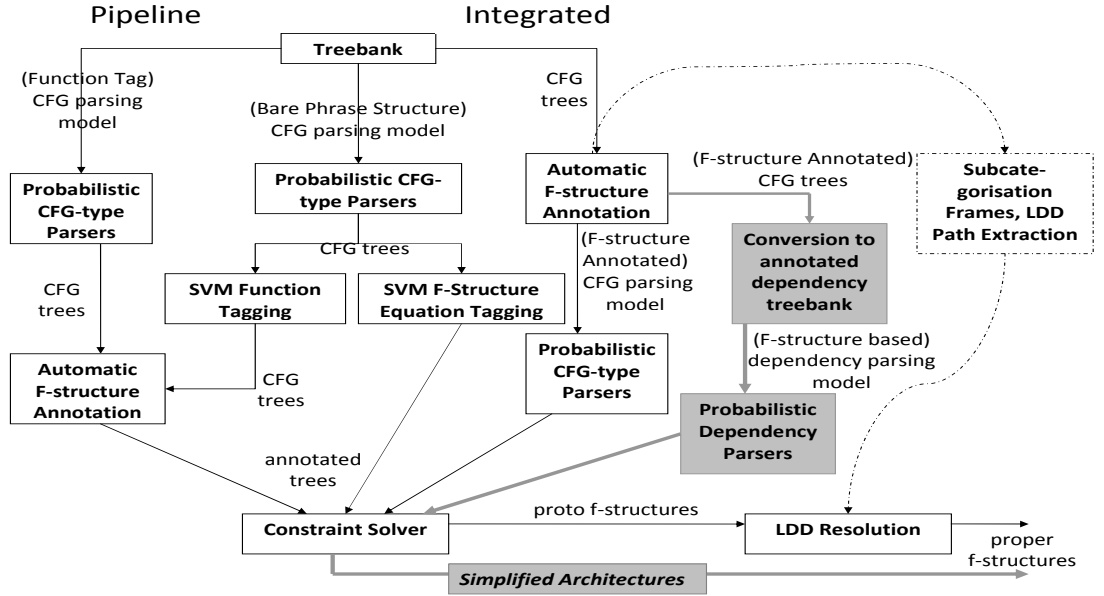 Pipeline
Integrated
Treebank
(Function Tag)
CFG parsing
model
(Bare Phrase Structure)
CFG parsing model
CFG
trees
Probabilistic
CFG-type
Parsers
Probabilistic CFG-
type Parsers
Automatic
F-structure
Annotation
(F-structure Annotated)
CFG trees
Subcate-
gorisation
Frames, LDD
Path Extraction
CFG trees
(F-structure
Annotated)
CFG parsing
model
Conversion to
annotated
dependency
treebank
CFG
trees
SVM Function
Tagging
SVM F-Structure
Equation Tagging
(F-structure based)
dependency parsing
model
Automatic
F-structure
Annotation
CFG
trees
Probabilistic
CFG-type
Parsers
Probabilistic
Dependency
Parsers
annotated
trees
Constraint Solver
proto f-structures
LDD Resolution
proper
f-structures
Simplified Architectures